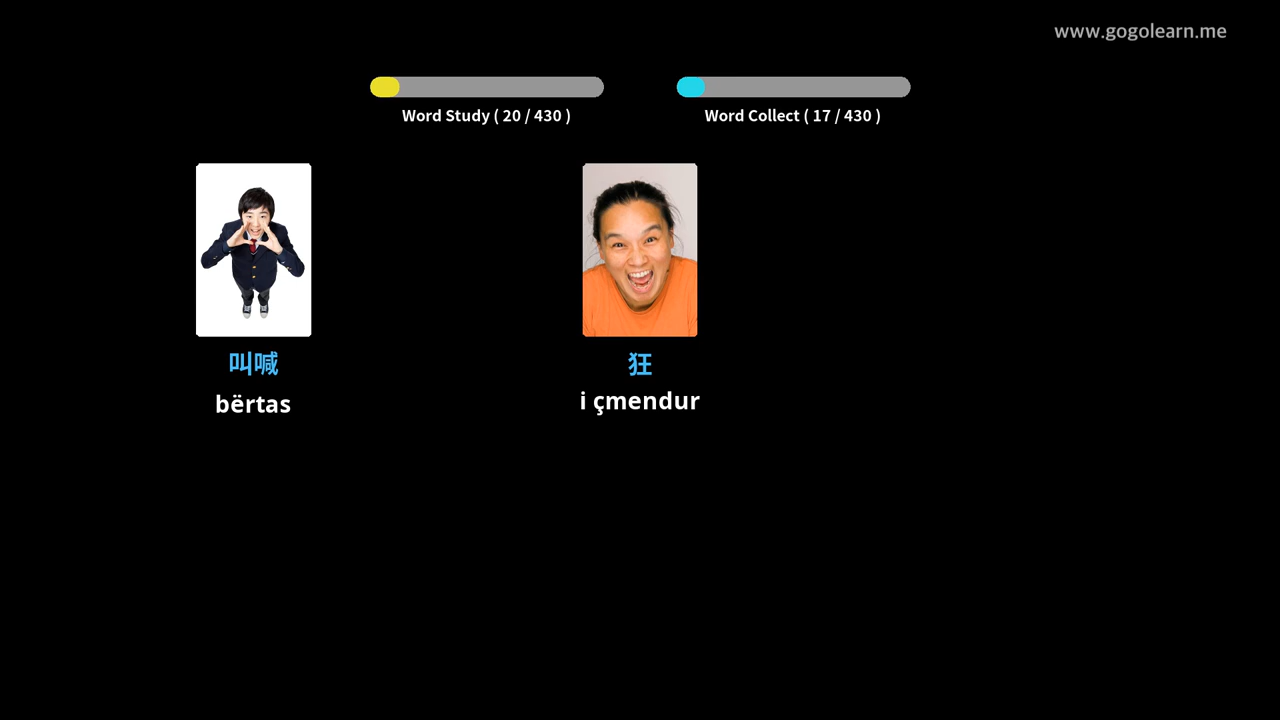 www.gogolearn.me
Word Study ( 20 / 430 )
Word Collect ( 17 / 430 )
叫喊
bërtas
狂
i çmendur